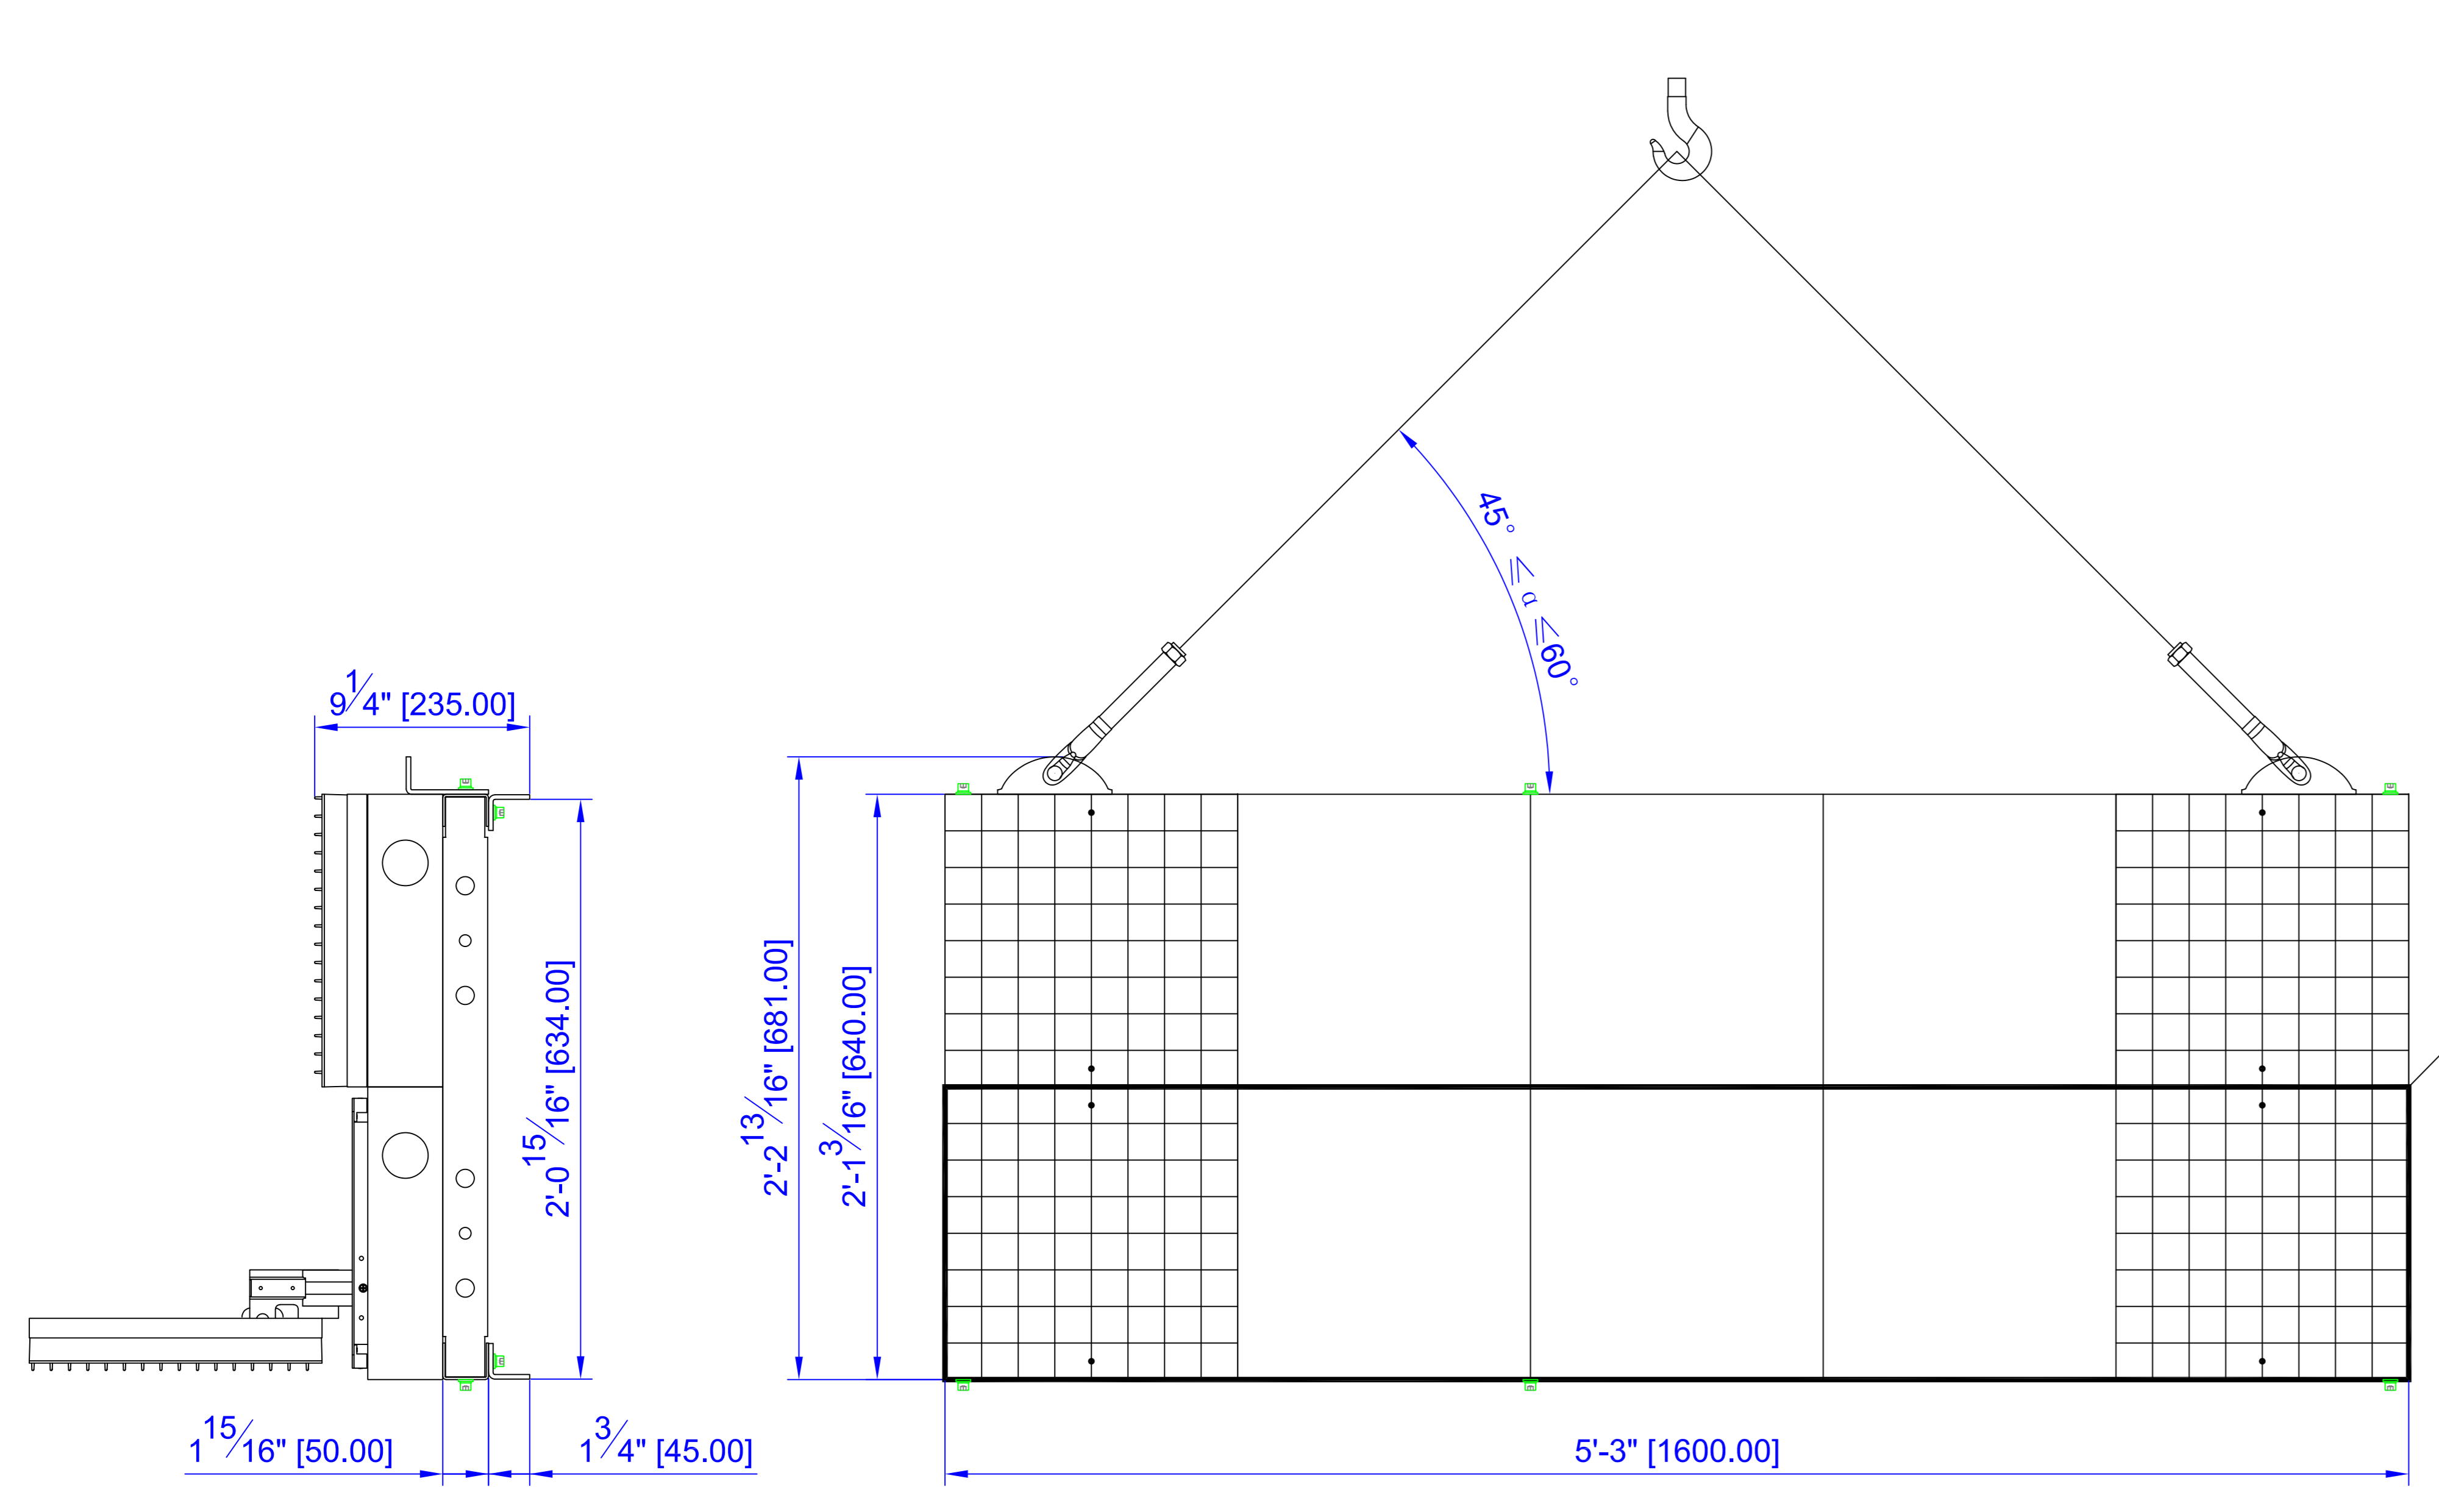 45° ≤ α ≤60°
9 1/4" [235.00]
2'-0 15/16" [634.00]
2'-2 13/16" [681.00]
2'-1 3/16" [640.00]
1 15/16" [50.00]
1 3/4" [45.00]
5'-3" [1600.00]